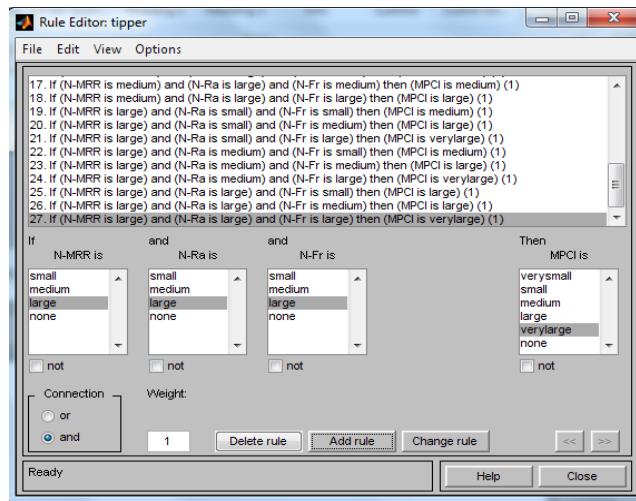 Rule Editor: tipper
File Edit View Options
17. If (N-MRR is medium) and (N-Ra is large) and (N-Fr is medium) then (MPCI is medium) (1)
18. If (N-MRR is medium) and (N-Ra is large) and (N-Fr is large) then (MPCI is large) (1)
19. If (N-MRR is large) and (N-Ra is small) and (N-Fr is small) then (MPCI is medium) (1)
20. If (N-MRR is large) and (N-Ra is small) and (N-Fr is medium) then (MPCI is large) (1)
21. If (N-MRR is large) and (N-Ra is small) and (N-Fr is large) then (MPCI is verylarge) (1)
22. If (N-MRR is large) and (N-Ra is medium) and (N-Fr is small) then (MPCI is medium) (1)
23. If (N-MRR is large) and (N-Ra is medium) and (N-Fr is medium) then (MPCI is large) (1)
24. If (N-MRR is large) and (N-Ra is medium) and (N-Fr is large) then (MPCI is verylarge) (1)
25. If (N-MRR is large) and (N-Ra is large) and (N-Fr is small) then (MPCI is large) (1)
26. If (N-MRR is large) and (N-Ra is large) and (N-Fr is medium) then (MPCI is large) (1)
27. If (N-MRR is large) and (N-Ra is large) and (N-Fr is large) then (MPCI is verylarge) (1)
If and and Then
N-MRR is N-Ra is N-Fr is MPCI is
small small small verysmall
medium medium medium small
large large large medium
none none none large
verylarge
none
not not not not
Connection Weight:
or
and 1 Delete rule Add rule Change rule << >>
Ready Help Close